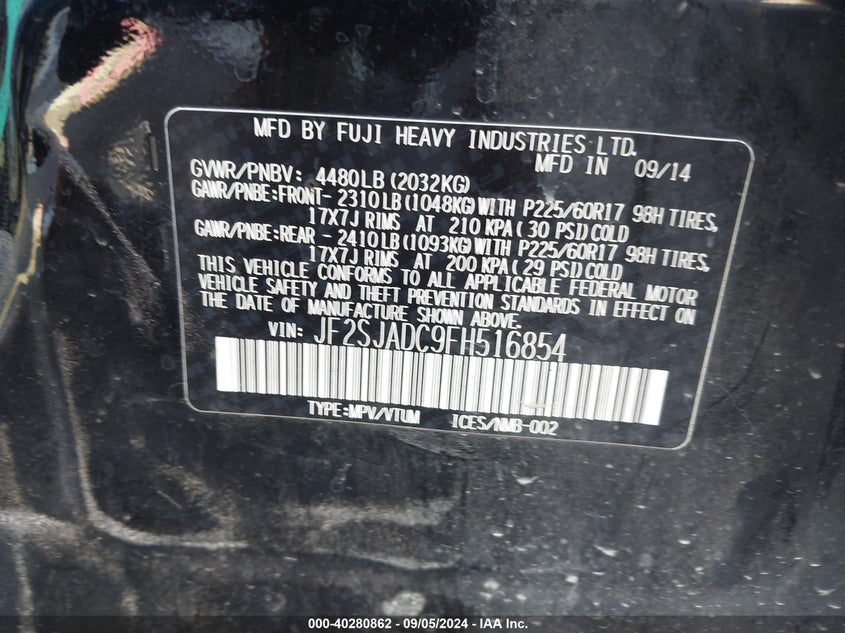 MFD BY FUJI HEAVY INDUSTRIES LTD.
MFD IN 09/14
GVWR/PNBV: 4480LB (2032KG)
GAWR/PNBE:FRONT- 2310LB(1048KG)WITH P225/60R17 98H TIRES,
17X7J RIMS AT 210 KPA( 30 PSI)COLD
GAWR/PNBE:REAR - 2410LB(1093KG)WITH P225/60R17 98H TIRES,
17X7J RIMS AT 200 KPA( 29 PSI)COLD
THIS VEHICLE CONFORMS TO ALL APPLICABLE FEDERAL MOTOR
VEHICLE SAFETY AND THEFT PREVENTION STANDARDS IN EFFECT ON
THE DATE OF MANUFACTURE SHOWN ABOVE.
VIN: JF2SJADC9FH516854
TYPE:MPV/VTUM ICES/NMB-002
000-40280862 - 09/05/2024 - IAA Inc.